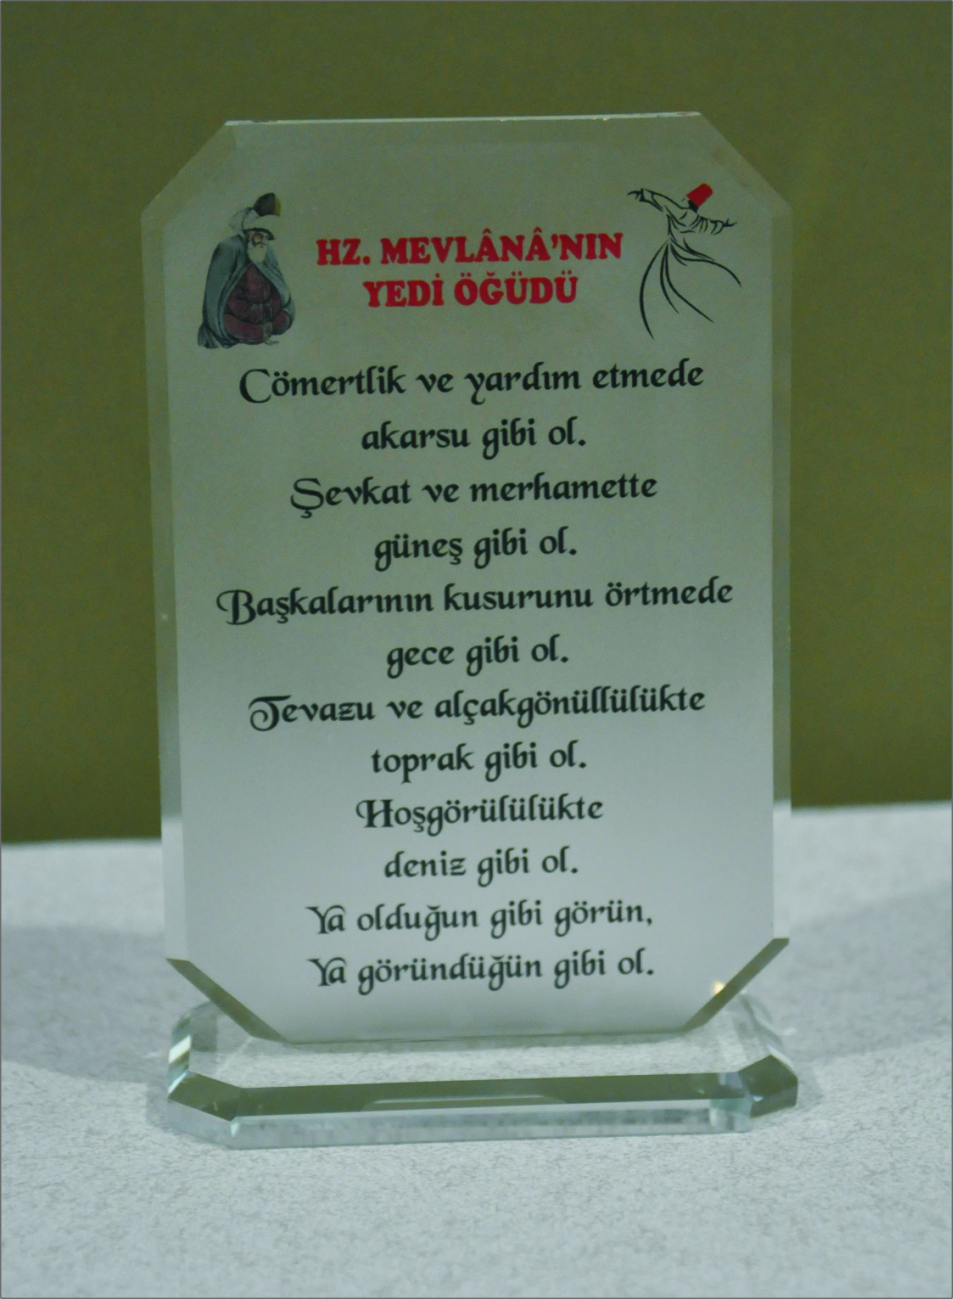 HZ. MEVLÂNÂ'NIN
YEDİ ÖĞÜDÜ
Cömertlik ve yardım etmede
akarsu gibi ol.
Şevkat ve merhamette
güneş gibi ol.
Başkalarının kusurunu örtmede
gece gibi ol.
Tevazu ve alçakgönüllülükte
toprak gibi ol.
Hoşgörülülükte
deniz gibi ol.
Ya olduğun gibi görün,
Ya göründüğün gibi ol.